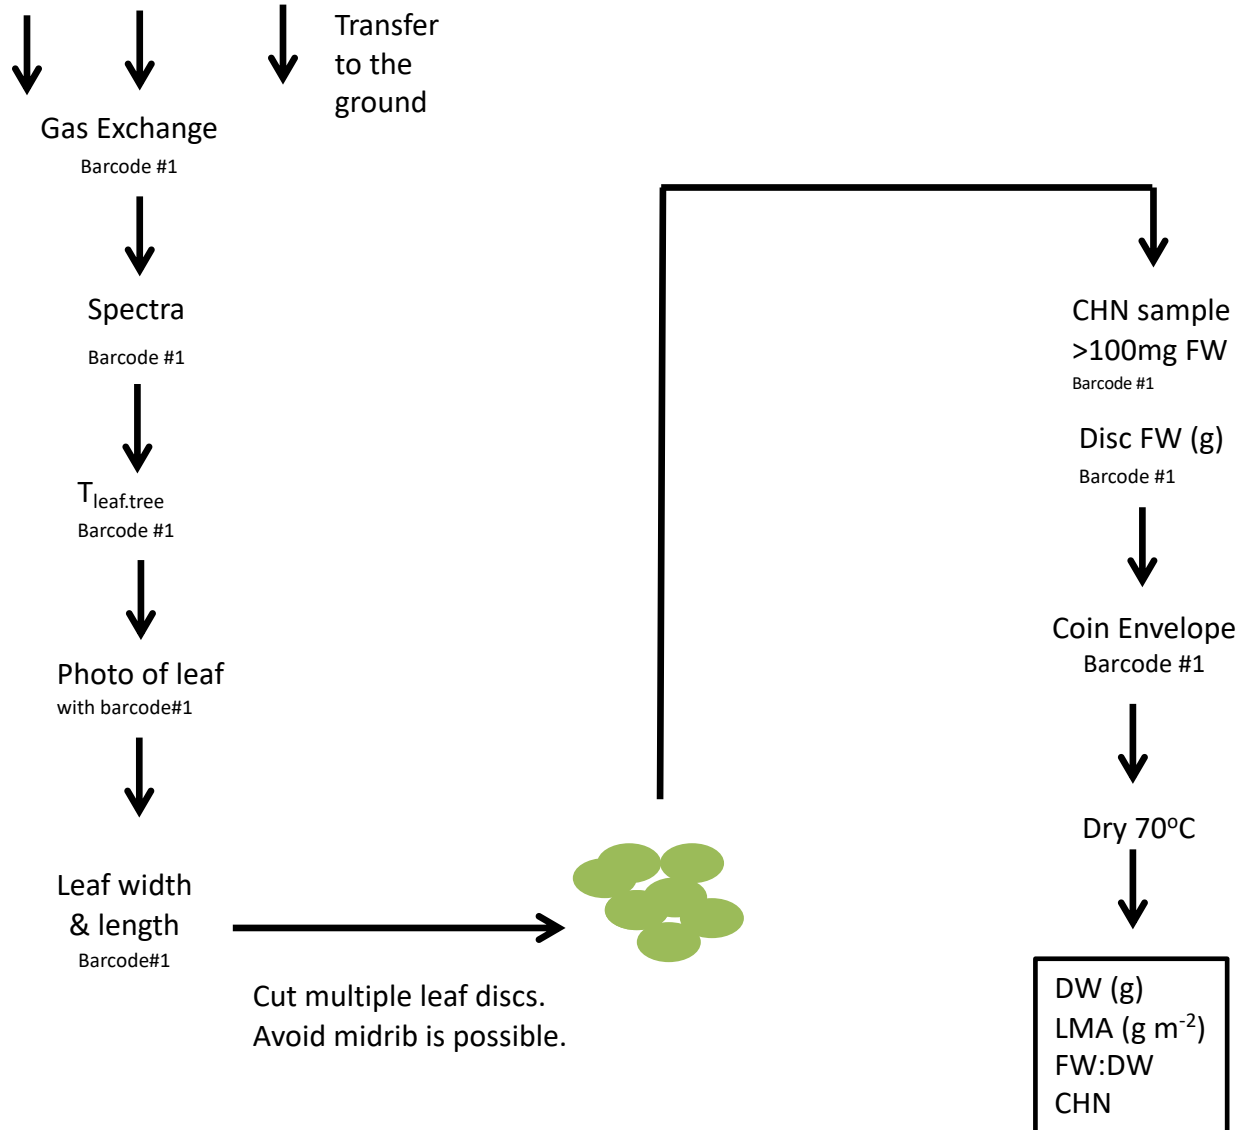 Transfer
to the
ground
Gas Exchange
Barcode #1
Spectra
Barcode #1
T leaf.tree
Barcode #1
Photo of leaf
with barcode#1
Leaf width
& length
Barcode#1
Cut multiple leaf discs.
Avoid midrib is possible.
CHN sample
>100mg FW
Barcode #1
Disc FW (g)
Barcode #1
Coin Envelope
Barcode #1
Dry 70°C
DW (g)
LMA (g m-2)
FW:DW
CHN